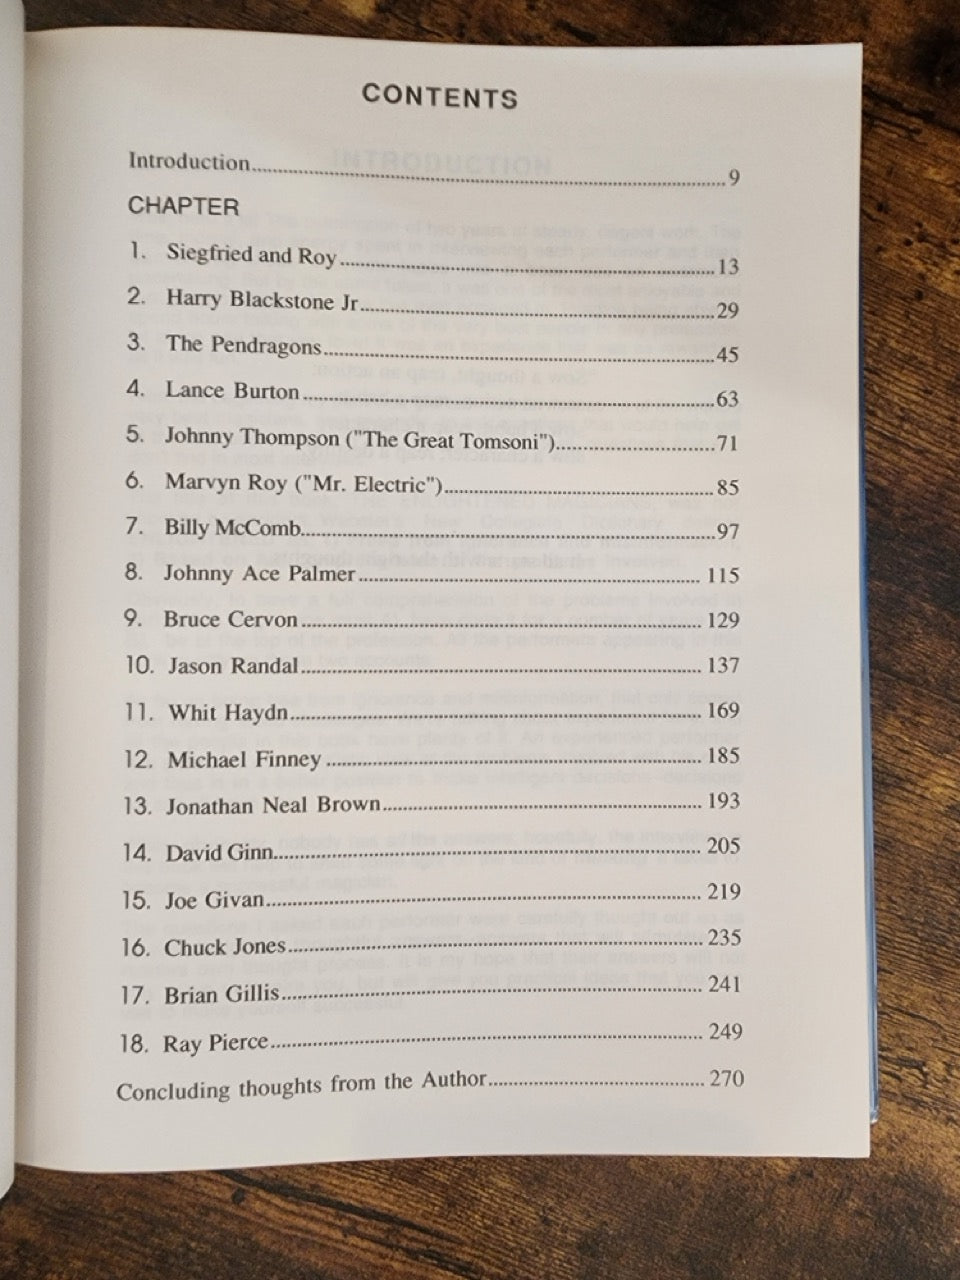 CONTENTS
Introduction....................9
CHAPTER
1. Siegfried and Roy....................13
2. Harry Blackstone Jr....................29
3. The Pendragons....................45
4. Lance Burton....................63
5. Johnny Thompson ("The Great Tomsoni")....................71
6. Marvyn Roy ("Mr. Electric")....................85
7. Billy McComb....................97
8. Johnny Ace Palmer.................... 115
9. Bruce Cervon.................... 129
10. Jason Randal.................... 137
11. Whit Haydn.................... 169
12. Michael Finney.................... 185
13. Jonathan Neal Brown.................... 193
14. David Ginn.................... 205
15. Joe Givan.................... 219
16. Chuck Jones.................... 235
17. Brian Gillis.................... 241
18. Ray Pierce.................... 249
Concluding thoughts from the Author.................... 270